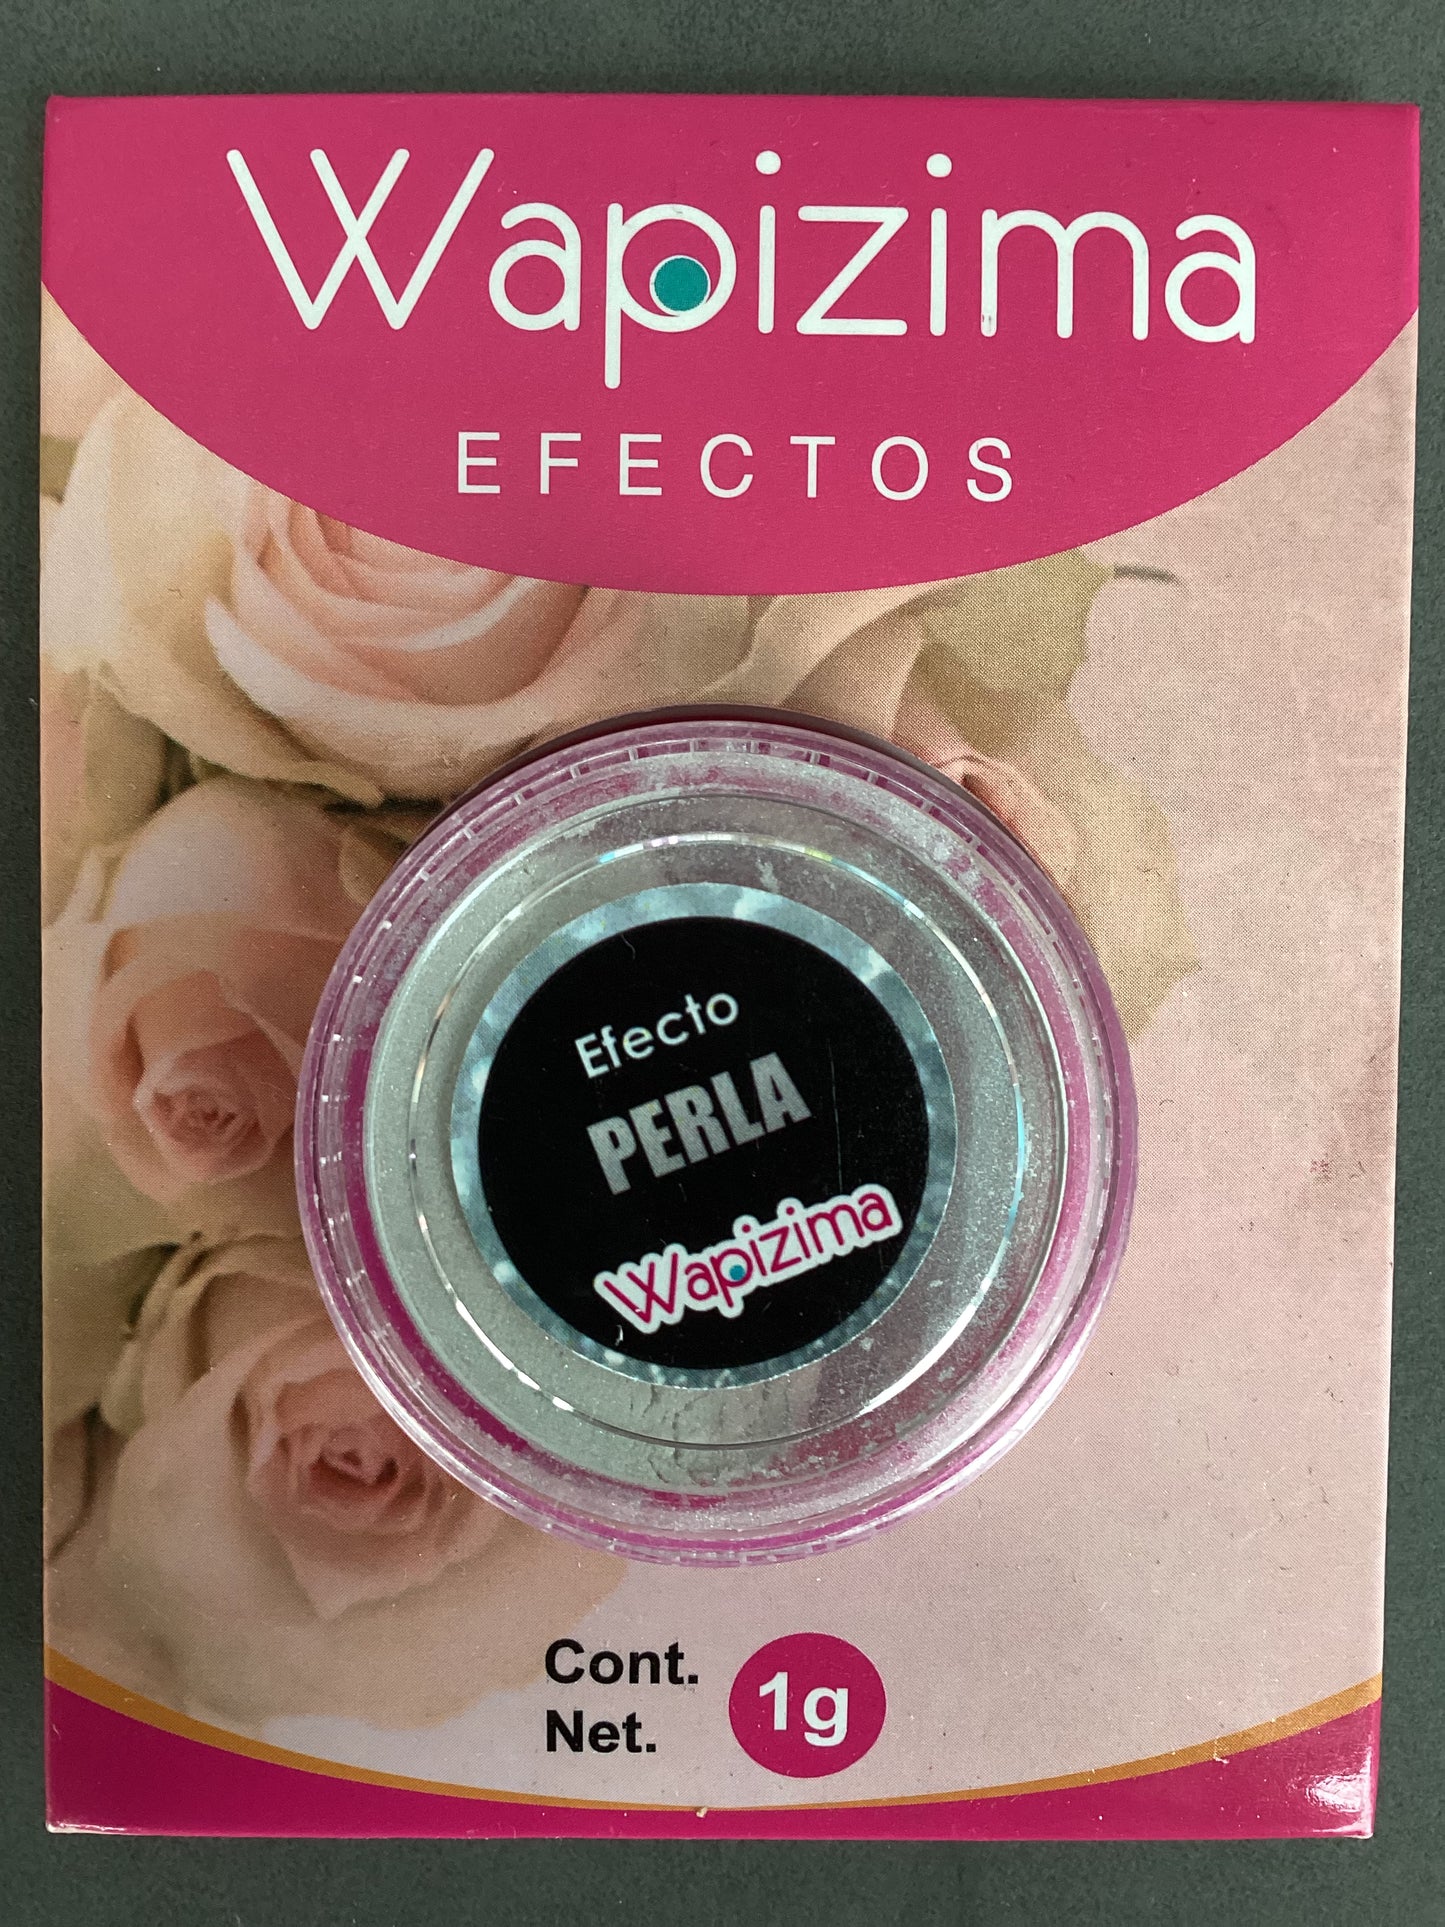 Wapizima
EFECTOS
Efecto
PERLA
Wapizima
Cont.
Net.
1g